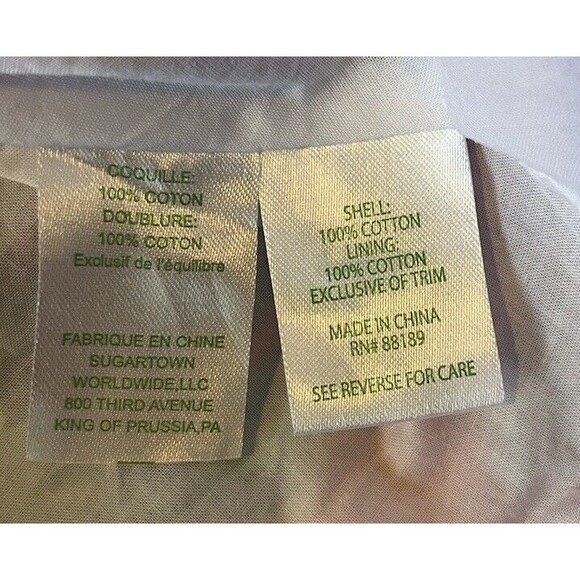 COQUILLE:
100% COTON
DOUBLURE:
100% COTON
Exclusif de l'équilibre
FABRIQUE EN CHINE
SUGARTOWN
WORLDWIDE,LLC
800 THIRD AVENUE
KING OF PRUSSIA,PA
SHELL:
100% COTTON
LINING:
100% COTTON
EXCLUSIVE OF TRIM
MADE IN CHINA
RN# 88189
SEE REVERSE FOR CARE